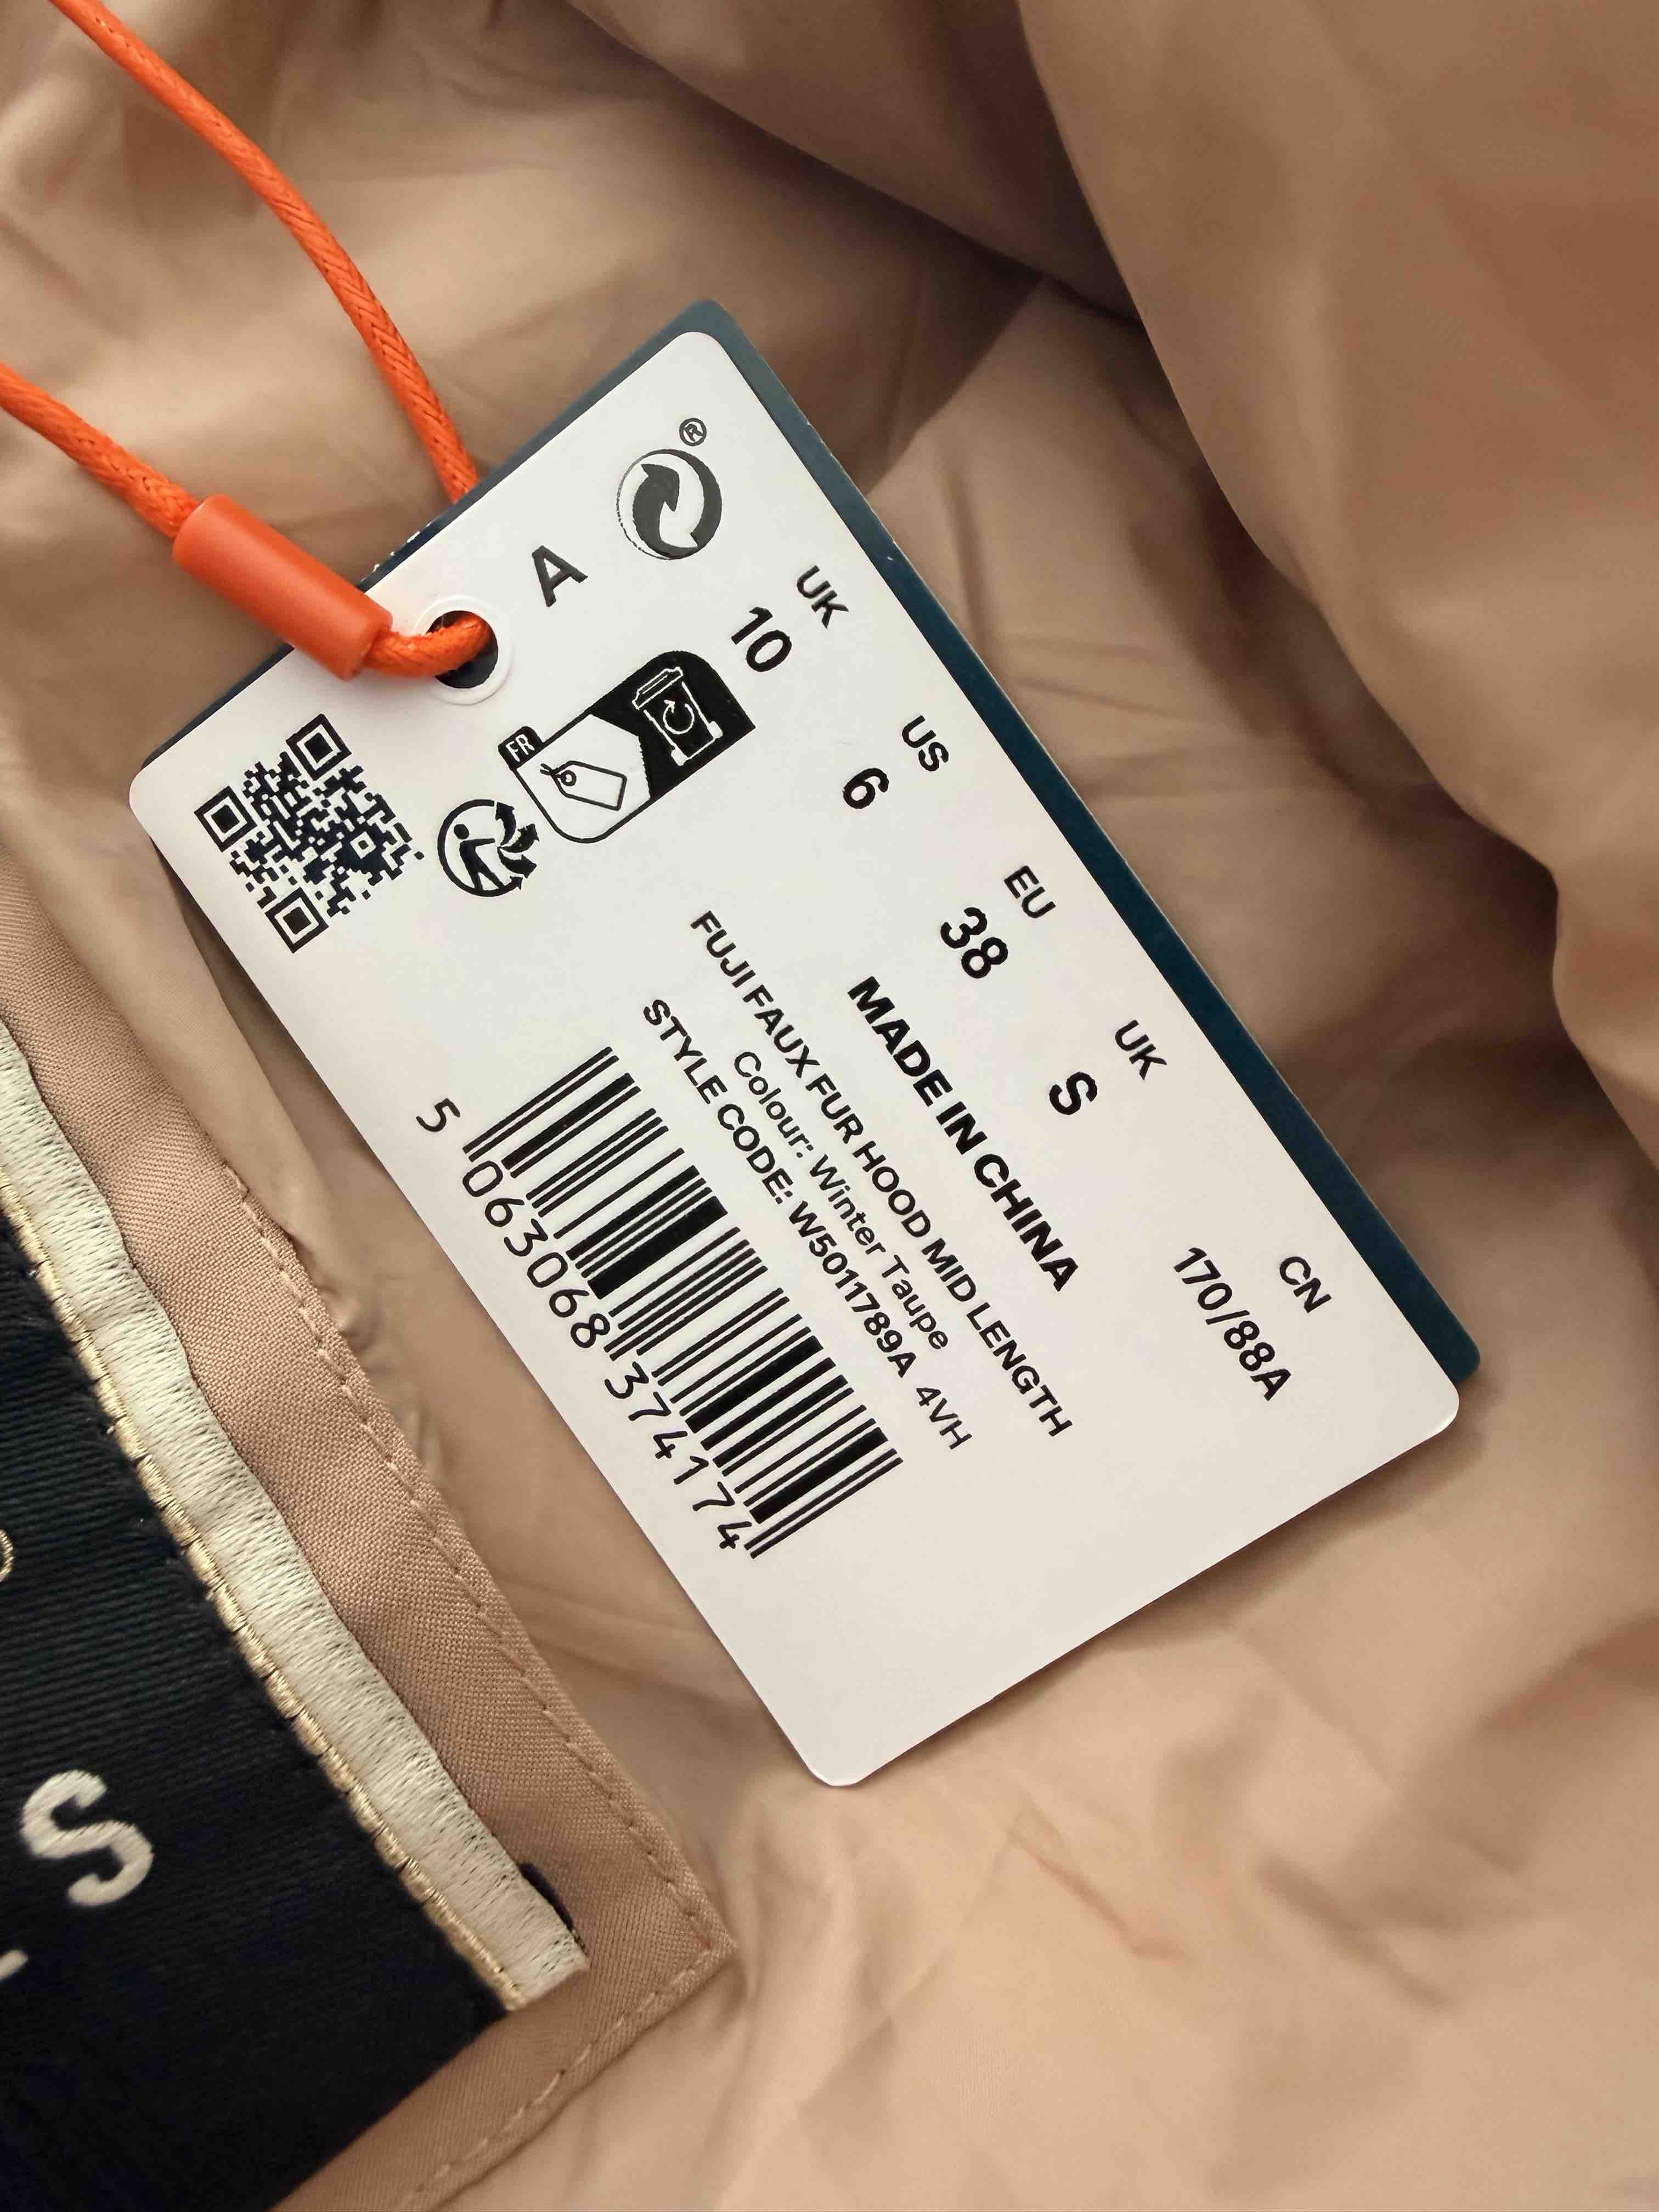 A
®
UK US EU UK CN
10 6 38 S 170/88A
FR
MADE IN CHINA
FUJI FAUX FUR HOOD MID LENGTH
Colour: Winter Taupe
STYLE CODE: W5011789A 4VH
5 063068 374174
S